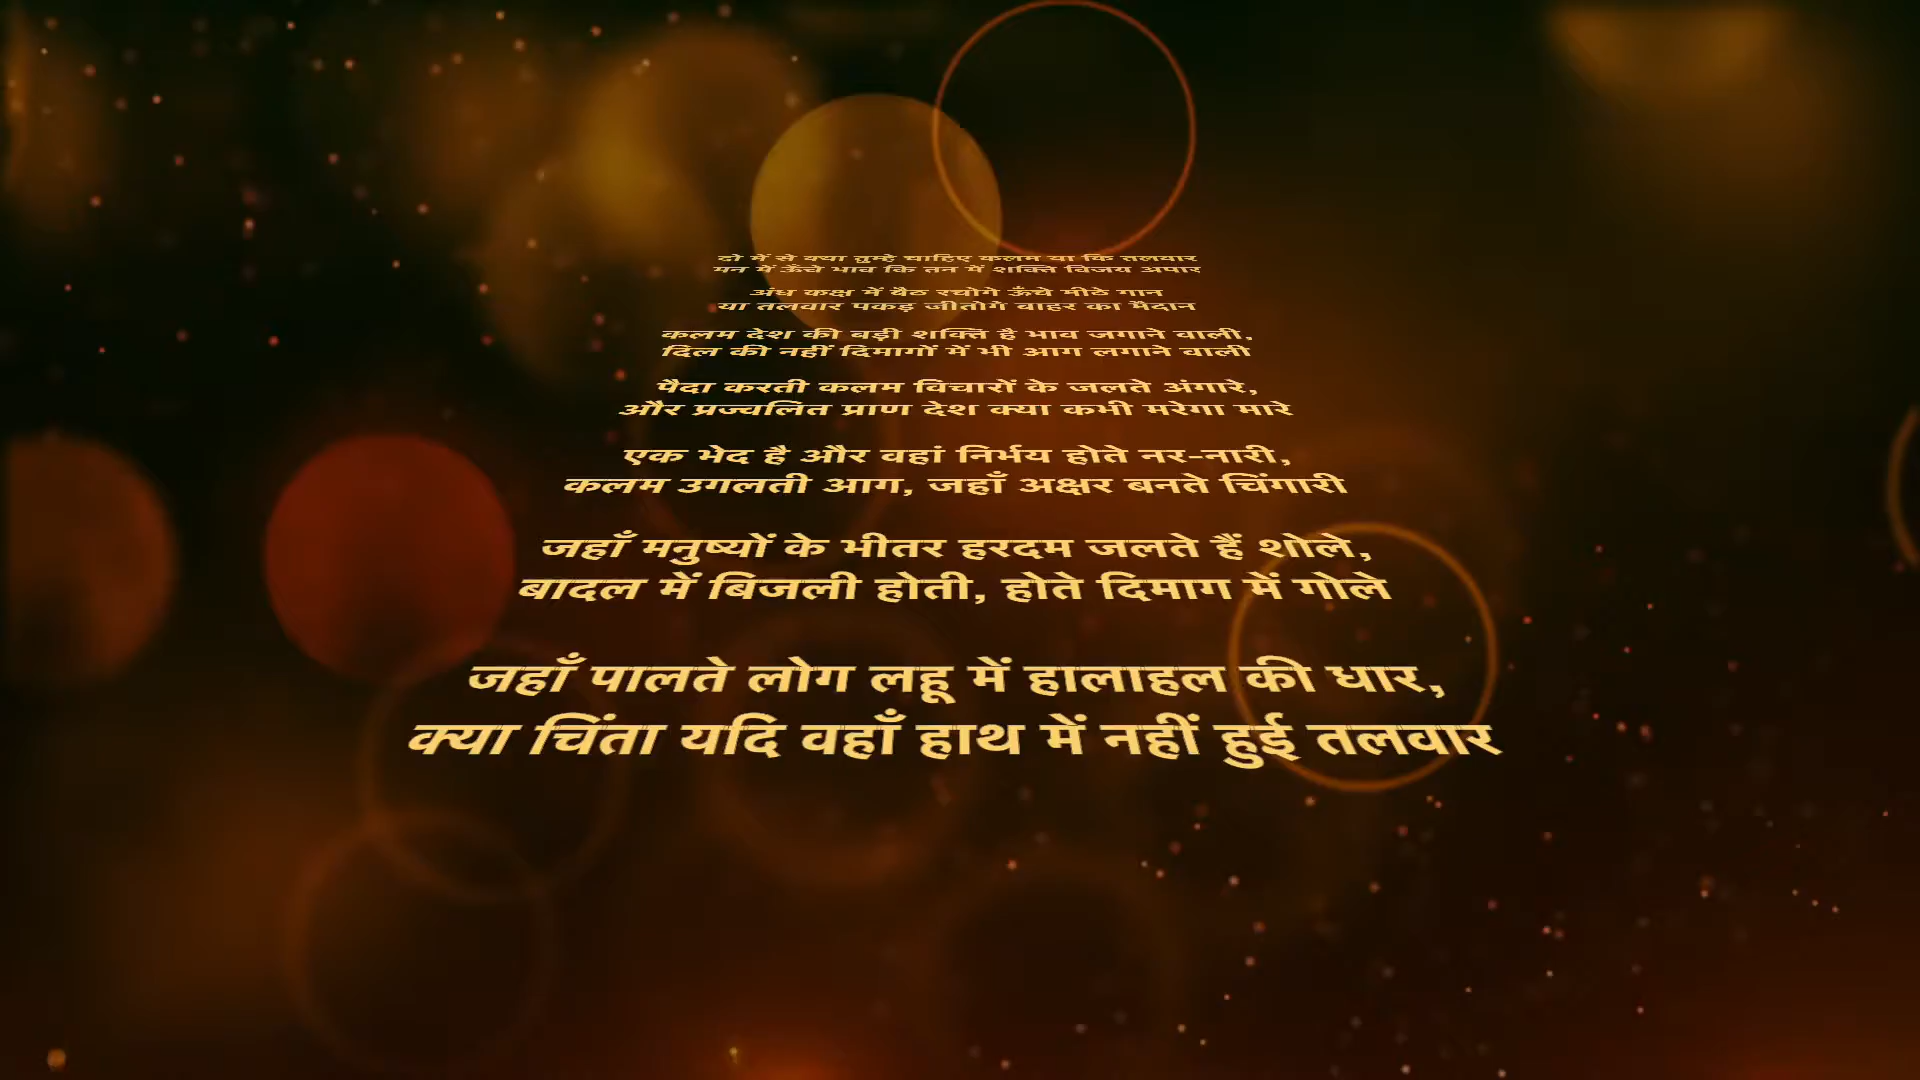 दो में से क्या तुम्हे चाहिए कलम या कि तलवार
मन में ऊँचे भाव कि तन में शक्ति विजय अपार
अंध कक्ष में बैठ रचोगे ऊँचे मीठे गान
या तलवार पकड़ जीतोगे बाहर का मैदान
कलम देश की बड़ी शक्ति है भाव जगाने वाली,
दिल की नहीं दिमागों में भी आग लगाने वाली
पैदा करती कलम विचारों के जलते अंगारे,
और प्रज्वलित प्राण देश क्या कभी मरेगा मारे
एक भेद है और वहां निर्भय होते नर-नारी,
कलम उगलती आग, जहाँ अक्षर बनते चिंगारी
जहाँ मनुष्यों के भीतर हरदम जलते हैं शोले,
बादल में बिजली होती, होते दिमाग में गोले
जहाँ पालते लोग लहू में हालाहल की धार,
क्या चिंता यदि वहाँ हाथ में नहीं हुई तलवार